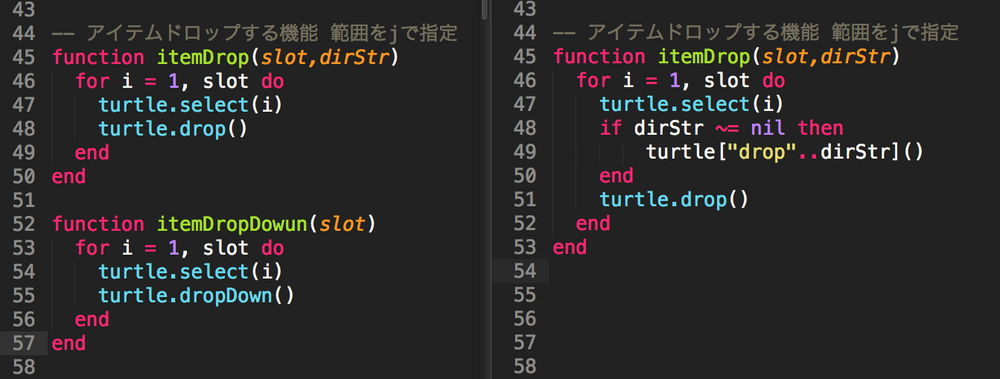 43
44 -- アイテムドロップする機能 範囲をjで指定
45 function itemDrop(slot,dirStr)
46   for i = 1, slot do
47     turtle.select(i)
48     turtle.drop()
49   end
50 end
51
52 function itemDropDowun(slot)
53   for i = 1, slot do
54     turtle.select(i)
55     turtle.dropDown()
56   end
57 end
58
43
44 -- アイテムドロップする機能 範囲をjで指定
45 function itemDrop(slot,dirStr)
46   for i = 1, slot do
47     turtle.select(i)
48     if dirStr ~= nil then
49         turtle["drop"..dirStr]()
50     end
51     turtle.drop()
52   end
53 end
54
55
56
57
58